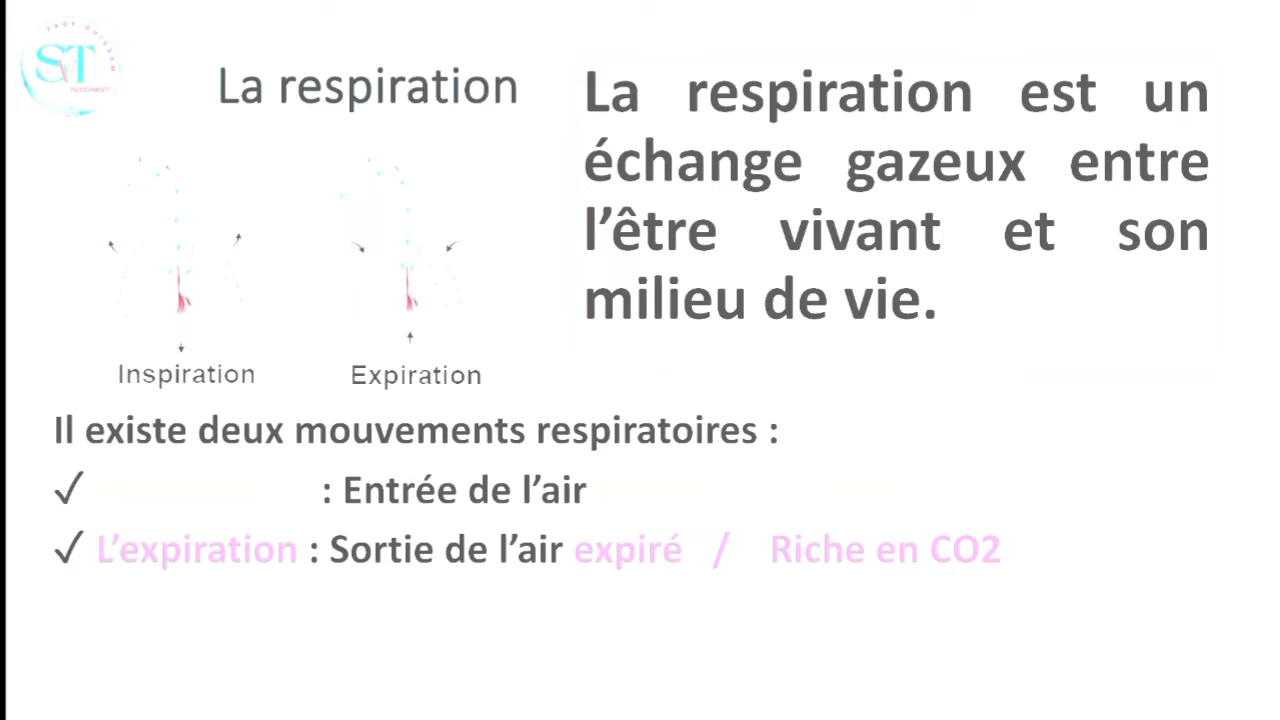 La respiration
La respiration est un
échange gazeux entre
l'être vivant et son
milieu de vie.
Inspiration
Expiration
Il existe deux mouvements respiratoires :
✓ : Entrée de l'air
✓ L'expiration : Sortie de l'air expiré / Riche en CO2